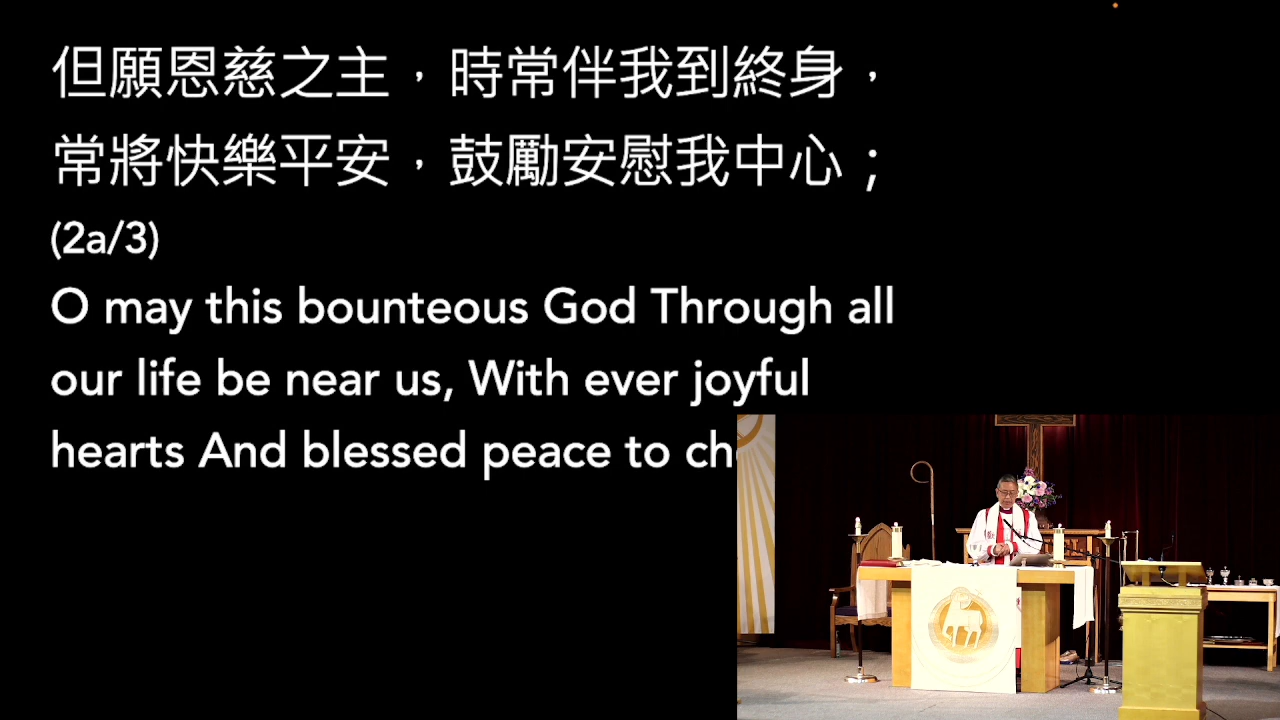 但願恩慈之主，時常伴我到終身，
常將快樂平安，鼓勵安慰我中心；
(2a/3)
O may this bounteous God Through all
our life be near us, With ever joyful
hearts And blessed peace to